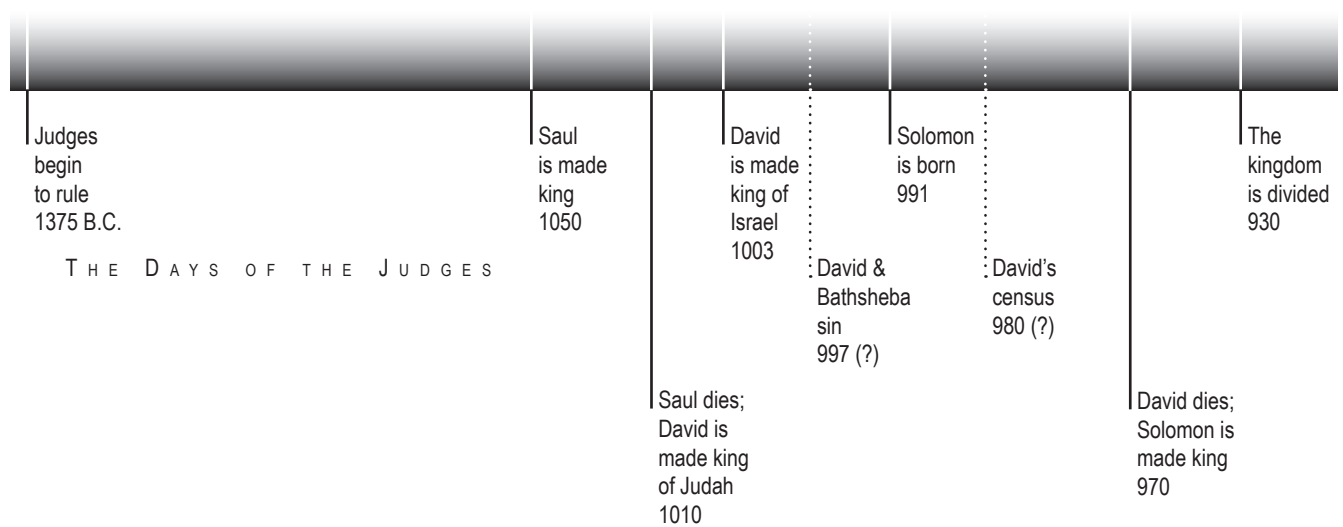 Judges
begin
to rule
1375 B.C.
THE DAYS OF THE JUDGES
Saul
is made
king
1050
Saul dies;
David is
made king
of Judah
1010
David
is made
king of
Israel
1003
David &
Bathsheba
sin
997 (?)
Solomon
is born
991
David's
census
980 (?)
David dies;
Solomon is
made king
970
The
kingdom
is divided
930